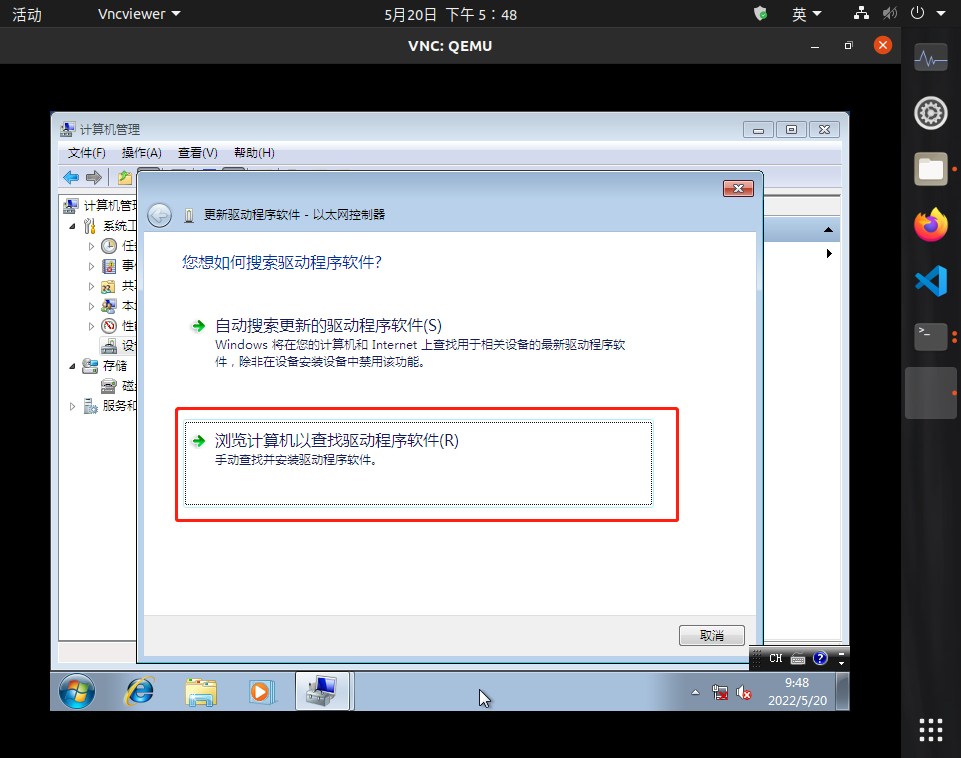 活动
Vncviewer
5月20日 下午 5：48
英
VNC: QEMU
计算机管理
文件(F) 操作(A) 查看(V) 帮助(H)
计算机管
系统工
任
事
共
本
性
设
存储
磁
服务和
更新驱动程序软件 - 以太网控制器
您想如何搜索驱动程序软件?
自动搜索更新的驱动程序软件(S)
Windows 将在您的计算机和 Internet 上查找用于相关设备的最新驱动程序软
件，除非在设备安装设置中禁用该功能。
浏览计算机以查找驱动程序软件(R)
手动查找并安装驱动程序软件。
取消
CH
9:48
2022/5/20